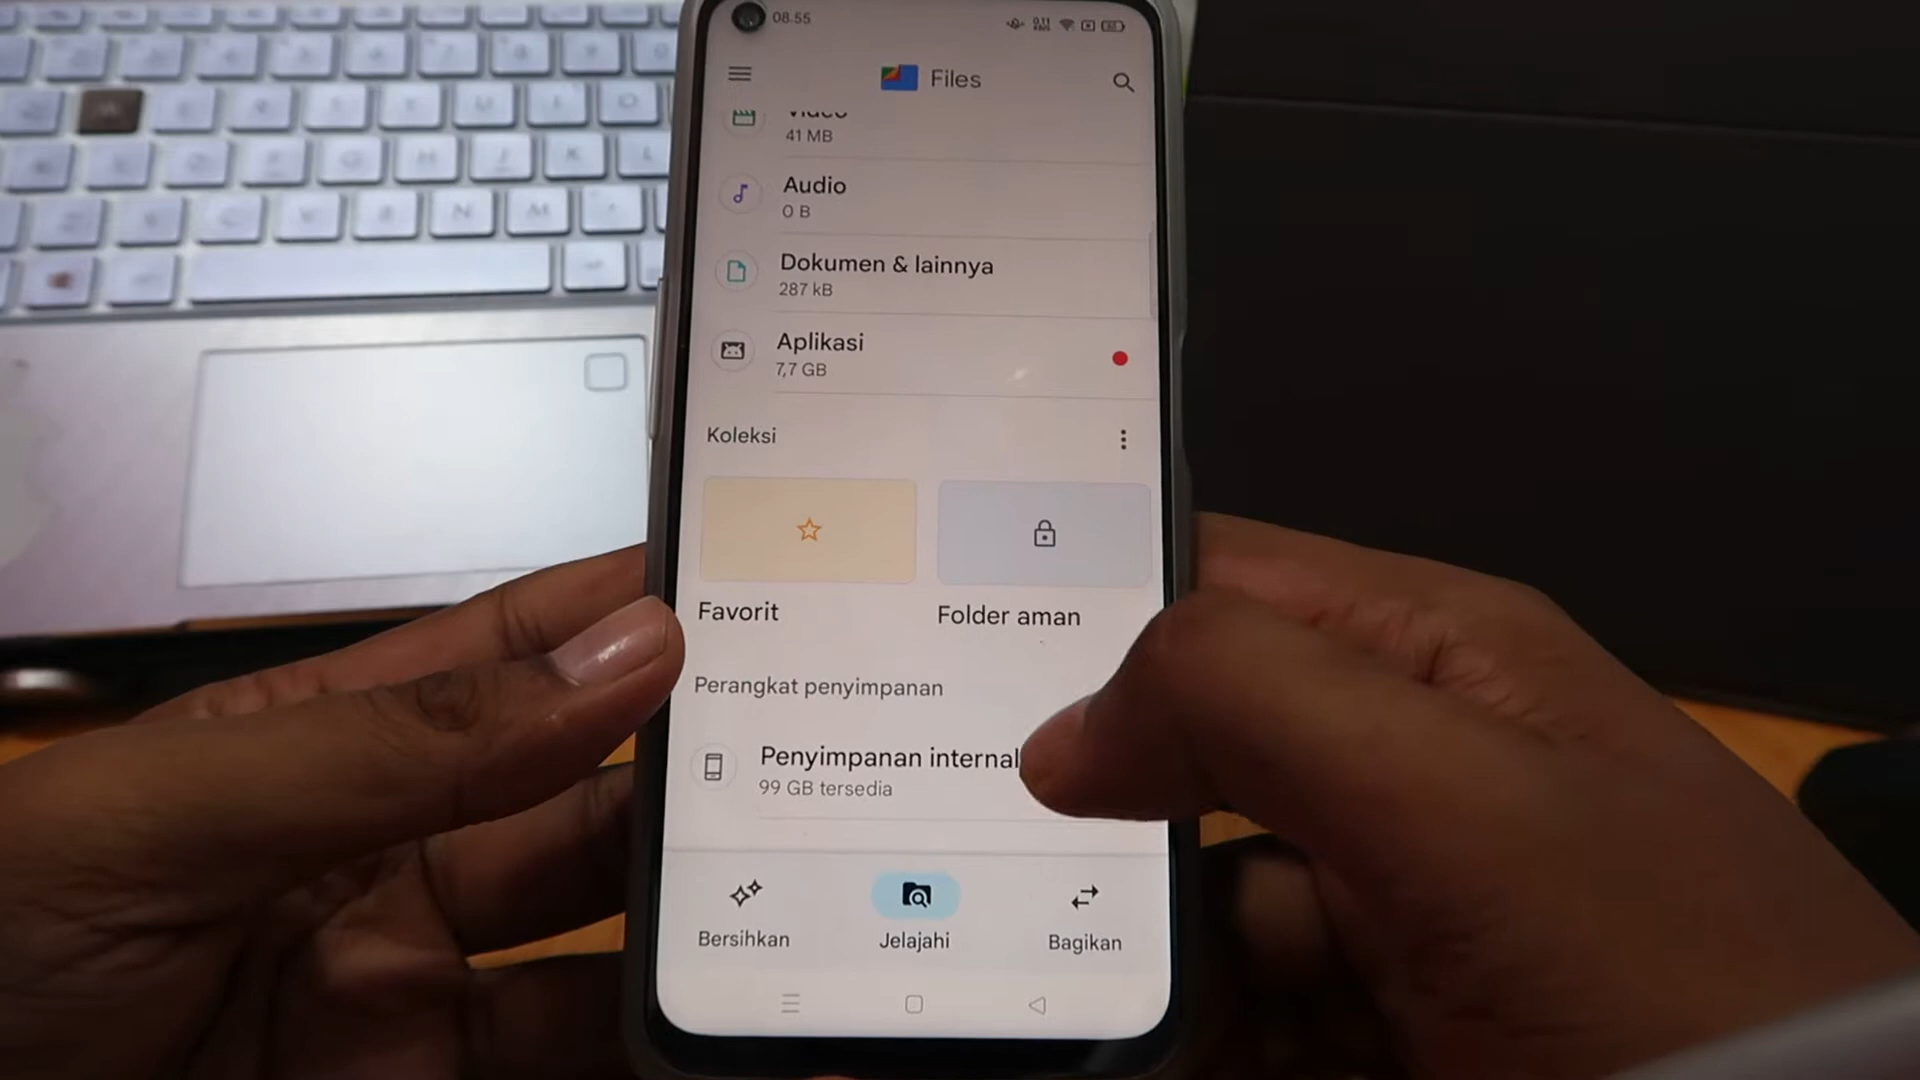 08.55
Files
Video
41 MB
Audio
0 B
Dokumen & lainnya
287 kB
Aplikasi
7,7 GB
Koleksi
Favorit
Folder aman
Perangkat penyimpanan
Penyimpanan internal
99 GB tersedia
Bersihkan
Jelajahi
Bagikan